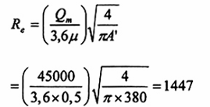 R_e = (Q_m / 3,6μ) √(4 / πA')
= (45000 / 3,6×0,5) √(4 / π×380) = 1447